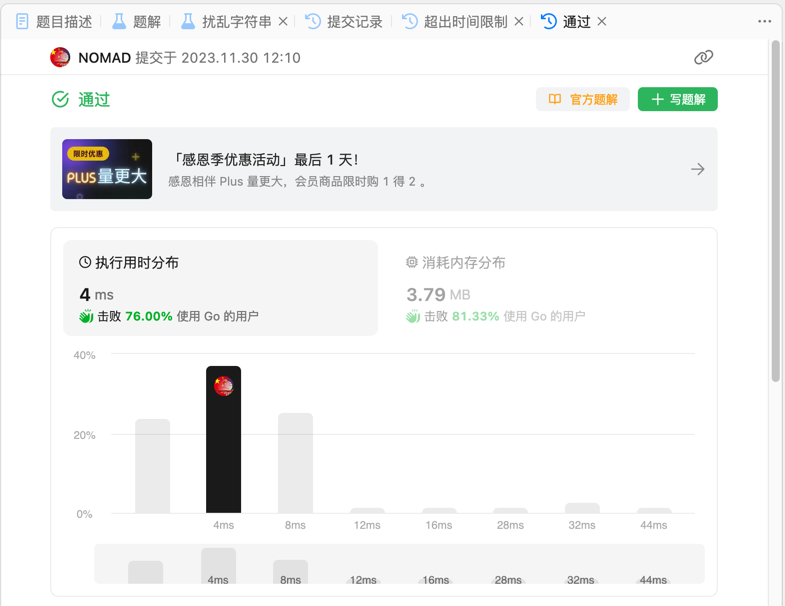 题目描述 题解 扰乱字符串 提交记录 超出时间限制 通过
NOMAD 提交于 2023.11.30 12:10
通过 官方题解 写题解
限时优惠
PLUS量更大
「感恩季优惠活动」最后 1 天!
感恩相伴 Plus 量更大，会员商品限时购 1 得 2 。
执行用时分布
4 ms
击败 76.00% 使用 Go 的用户
消耗内存分布
3.79 MB
击败 81.33% 使用 Go 的用户
40%
20%
0%
4ms 8ms 12ms 16ms 28ms 32ms 44ms
4ms 8ms 12ms 16ms 28ms 32ms 44ms